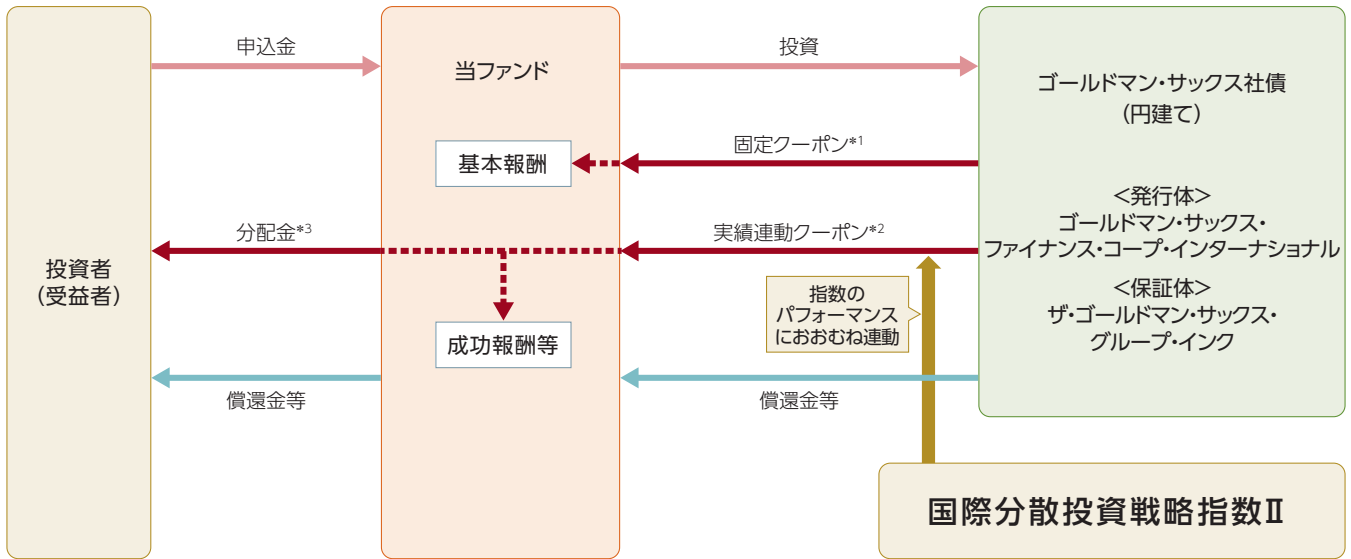 申込金
投資
当ファンド
ゴールドマン・サックス社債
（円建て）
固定クーポン*1
基本報酬
<発行体>
ゴールドマン・サックス・
ファイナンス・コープ・インターナショナル
分配金*3
実績連動クーポン*2
投資者
（受益者）
指数の
パフォーマンス
におおむね連動
<保証体>
ザ・ゴールドマン・サックス・
グループ・インク
成功報酬等
償還金等
償還金等
国際分散投資戦略指数Ⅱ